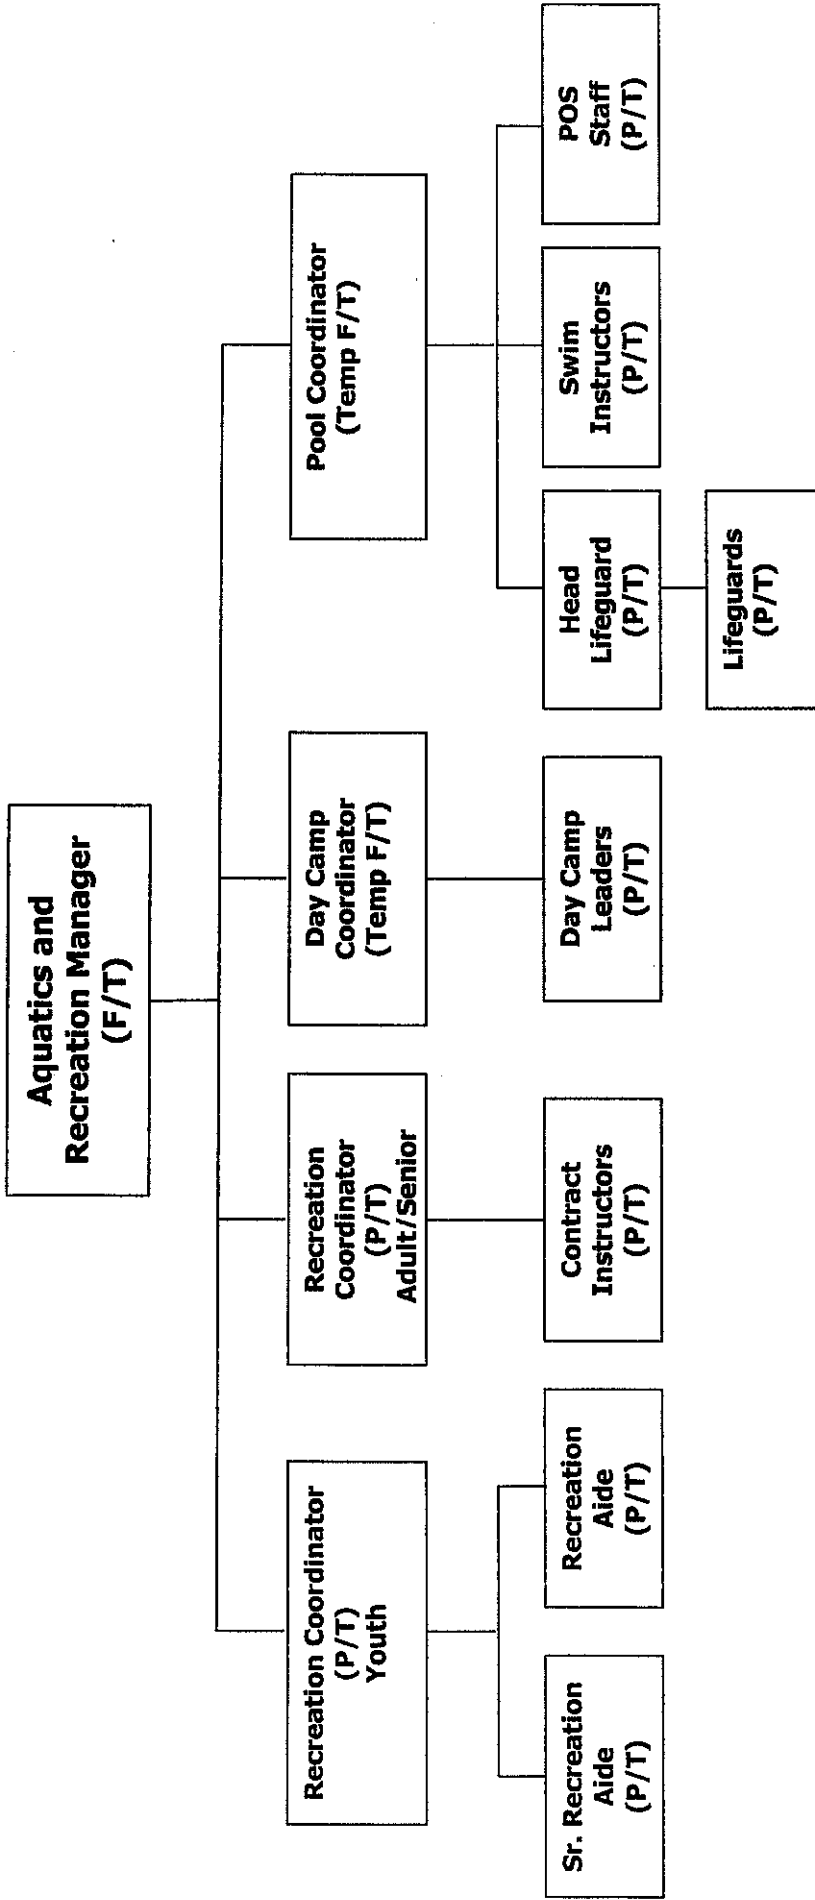 Aquatics and
Recreation Manager
(F/T)
Recreation Coordinator
(P/T)
Youth
Recreation
Coordinator
(P/T)
Adult/Senior
Day Camp
Coordinator
(Temp F/T)
Pool Coordinator
(Temp F/T)
Sr. Recreation
Aide
(P/T)
Recreation
Aide
(P/T)
Contract
Instructors
(P/T)
Day Camp
Leaders
(P/T)
Head
Lifeguard
(P/T)
Swim
Instructors
(P/T)
POS
Staff
(P/T)
Lifeguards
(P/T)